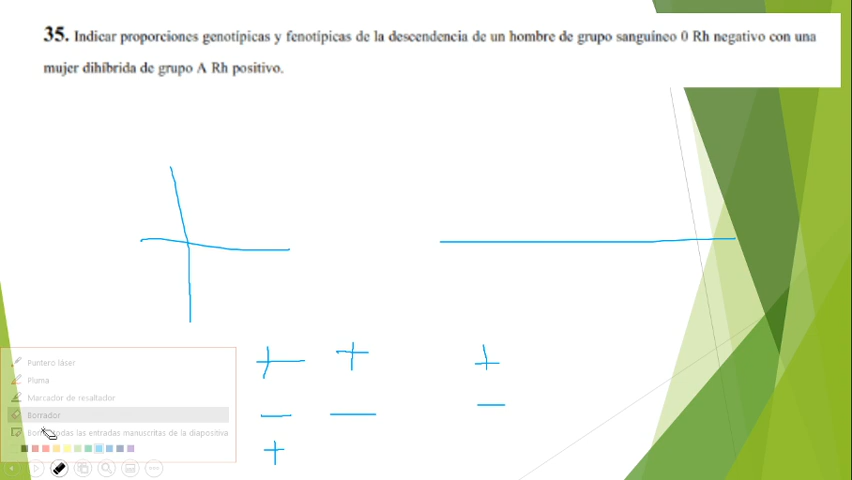 35. Indicar proporciones genotípicas y fenotípicas de la descendencia de un hombre de grupo sanguíneo 0 Rh negativo con una
mujer dihíbrida de grupo A Rh positivo.
+ + +
- - -
+
Puntero láser
Pluma
Marcador de resaltador
Borrador
todas las entradas manuscritas de la diapositiva